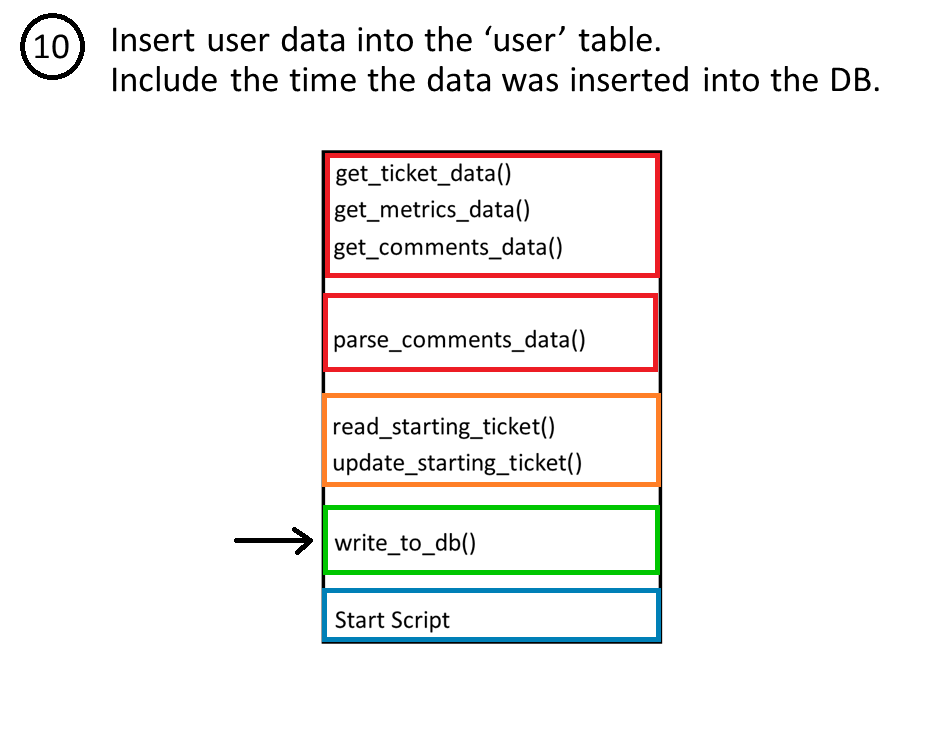 10
Insert user data into the ‘user’ table.
Include the time the data was inserted into the DB.
get_ticket_data()
get_metrics_data()
get_comments_data()
parse_comments_data()
read_starting_ticket()
update_starting_ticket()
write_to_db()
Start Script